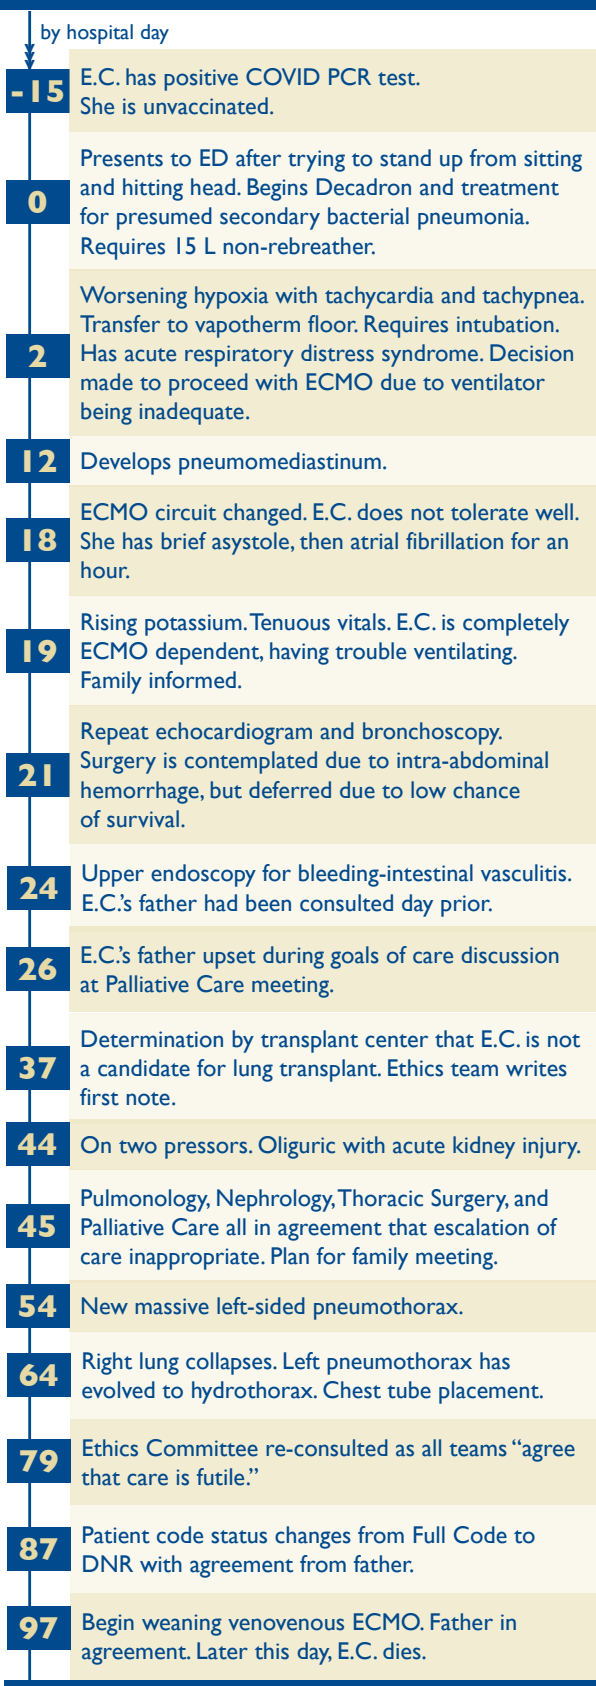 by hospital day
-15
E.C. has positive COVID PCR test.
She is unvaccinated.
0
Presents to ED after trying to stand up from sitting
and hitting head. Begins Decadron and treatment
for presumed secondary bacterial pneumonia.
Requires 15 L non-rebreather.
2
Worsening hypoxia with tachycardia and tachypnea.
Transfer to vapotherm floor. Requires intubation.
Has acute respiratory distress syndrome. Decision
made to proceed with ECMO due to ventilator
being inadequate.
12
Develops pneumomediastinum.
18
ECMO circuit changed. E.C. does not tolerate well.
She has brief asystole, then atrial fibrillation for an
hour.
19
Rising potassium. Tenuous vitals. E.C. is completely
ECMO dependent, having trouble ventilating.
Family informed.
21
Repeat echocardiogram and bronchoscopy.
Surgery is contemplated due to intra-abdominal
hemorrhage, but deferred due to low chance
of survival.
24
Upper endoscopy for bleeding-intestinal vasculitis.
E.C.'s father had been consulted day prior.
26
E.C.'s father upset during goals of care discussion
at Palliative Care meeting.
37
Determination by transplant center that E.C. is not
a candidate for lung transplant. Ethics team writes
first note.
44
On two pressors. Oliguric with acute kidney injury.
45
Pulmonology, Nephrology, Thoracic Surgery, and
Palliative Care all in agreement that escalation of
care inappropriate. Plan for family meeting.
54
New massive left-sided pneumothorax.
64
Right lung collapses. Left pneumothorax has
evolved to hydrothorax. Chest tube placement.
79
Ethics Committee re-consulted as all teams “agree
that care is futile.”
87
Patient code status changes from Full Code to
DNR with agreement from father.
97
Begin weaning venovenous ECMO. Father in
agreement. Later this day, E.C. dies.